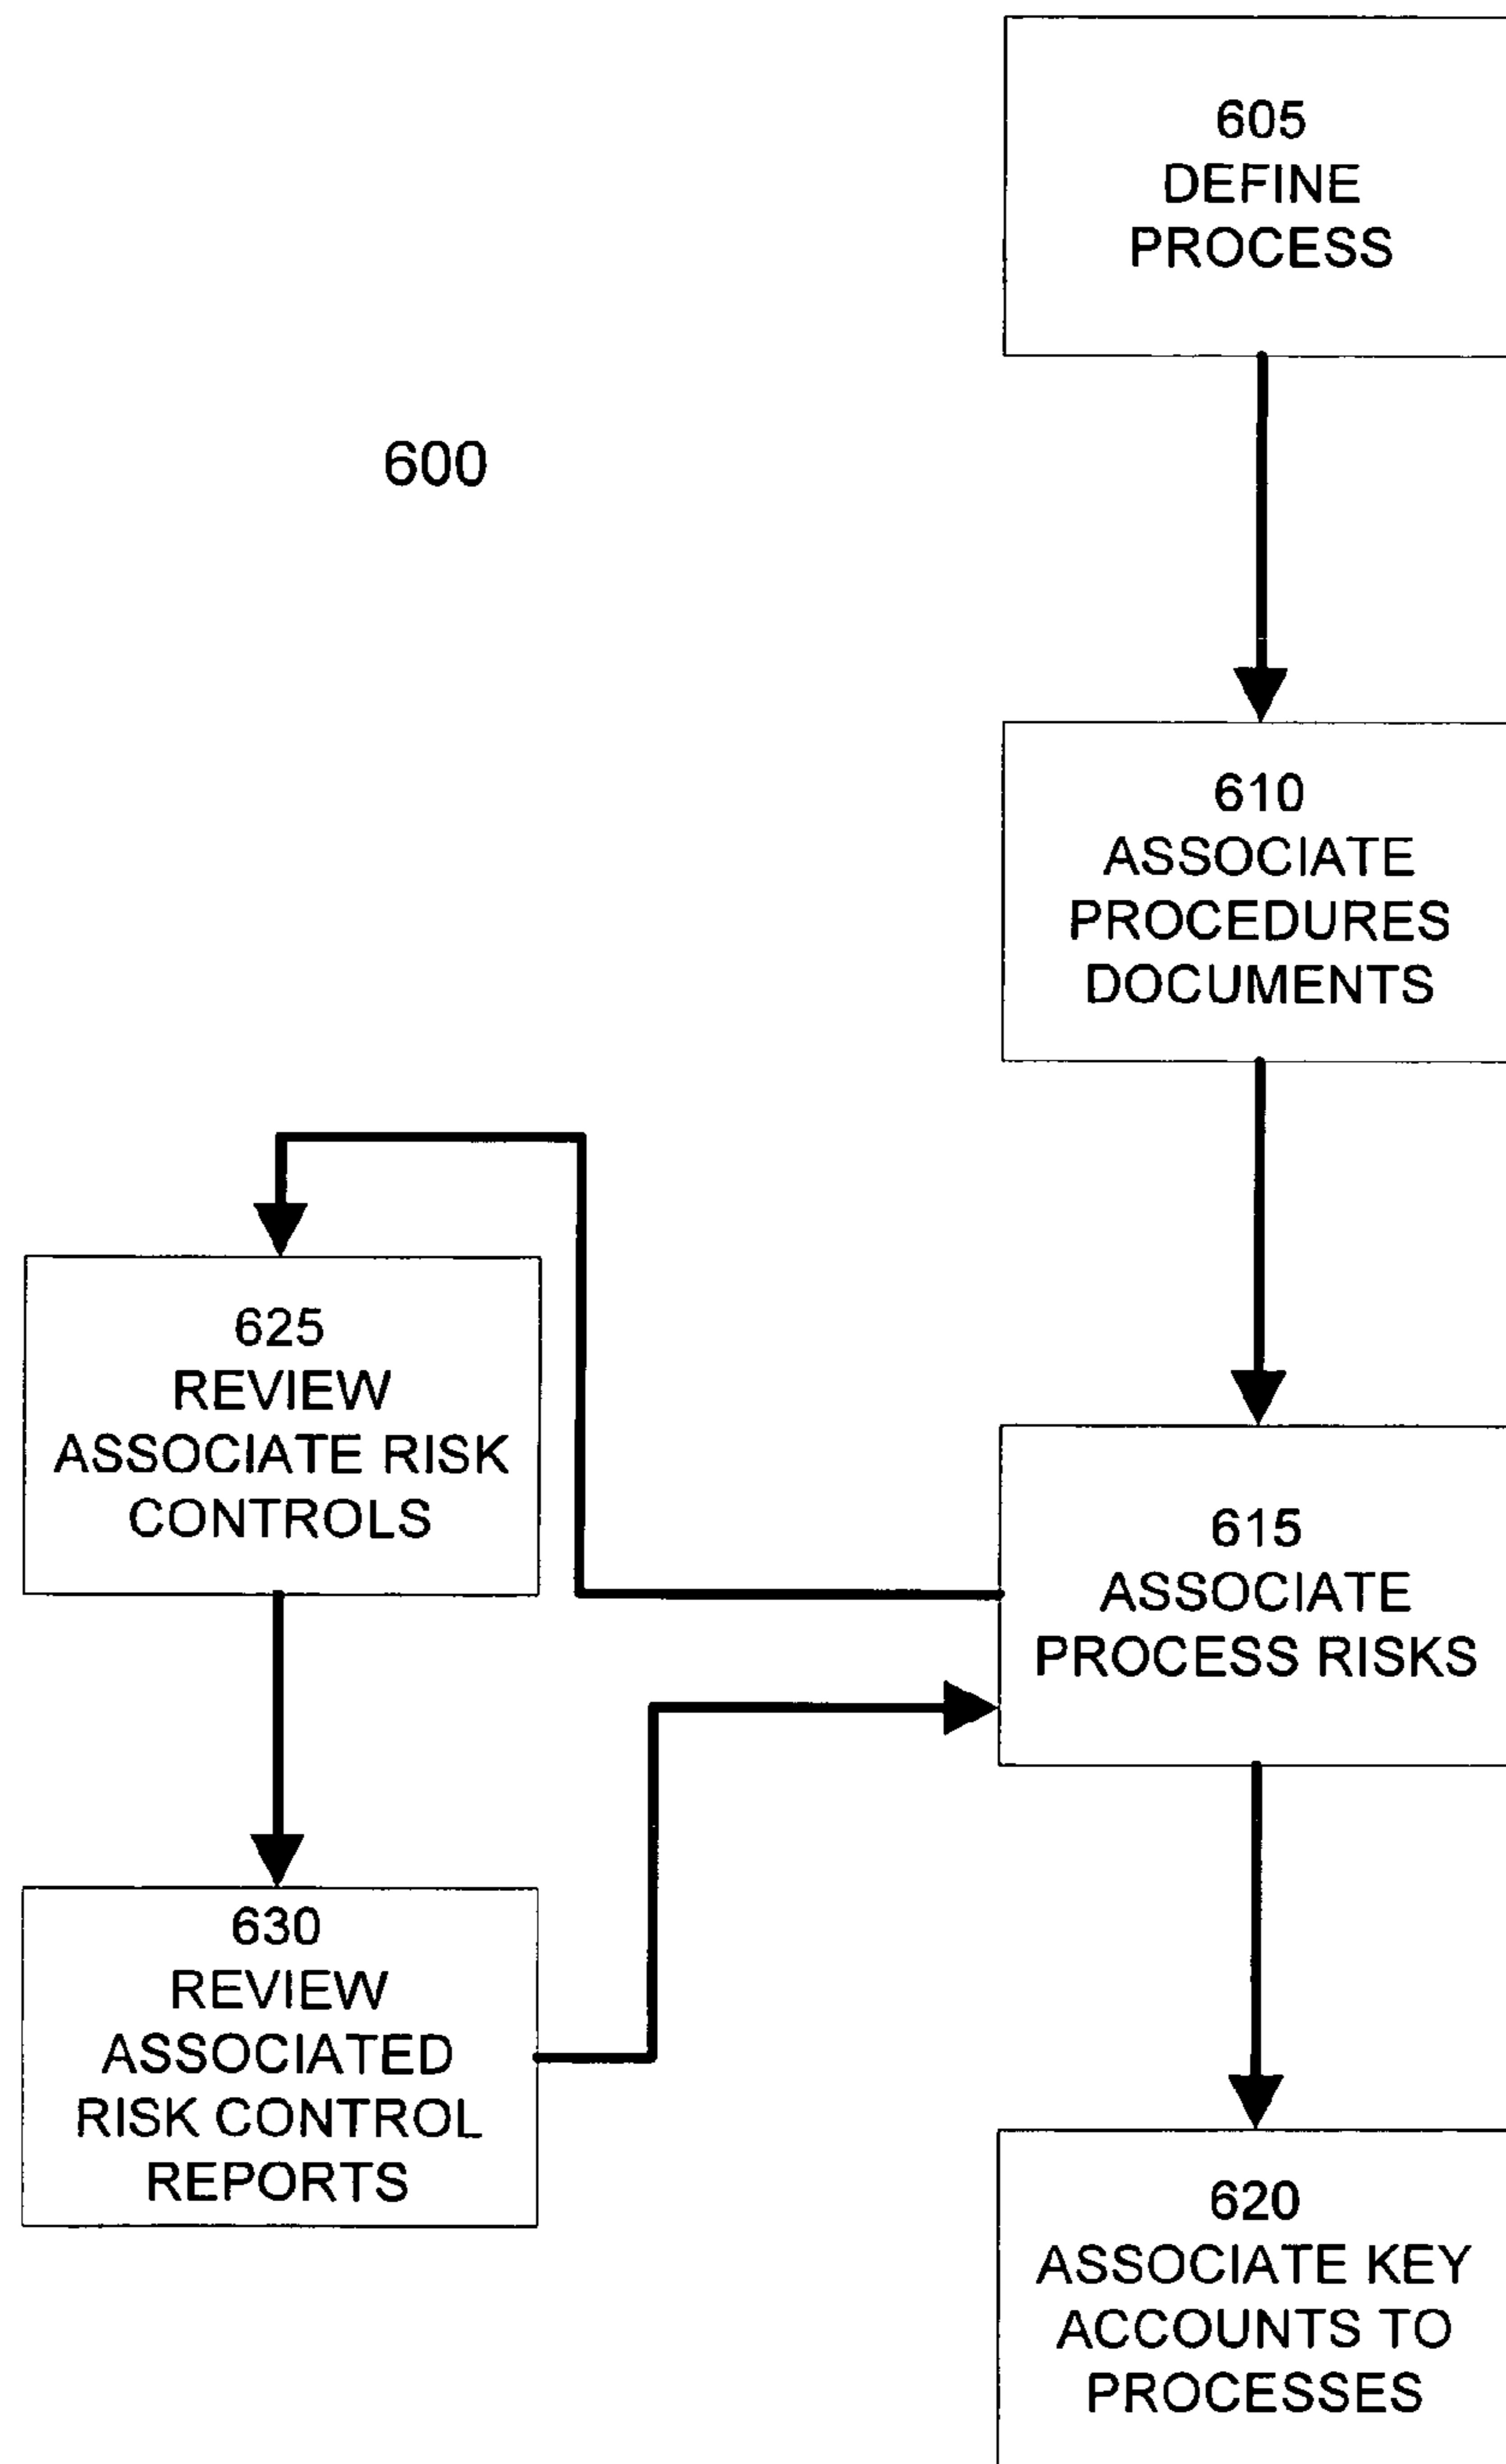 605
DEFINE
PROCESS
600
610
ASSOCIATE
PROCEDURES
DOCUMENTS
625
REVIEW
ASSOCIATE RISK
CONTROLS
615
ASSOCIATE
PROCESS RISKS
630
REVIEW
ASSOCIATED
RISK CONTROL
REPORTS
620
ASSOCIATE KEY
ACCOUNTS TO
PROCESSES